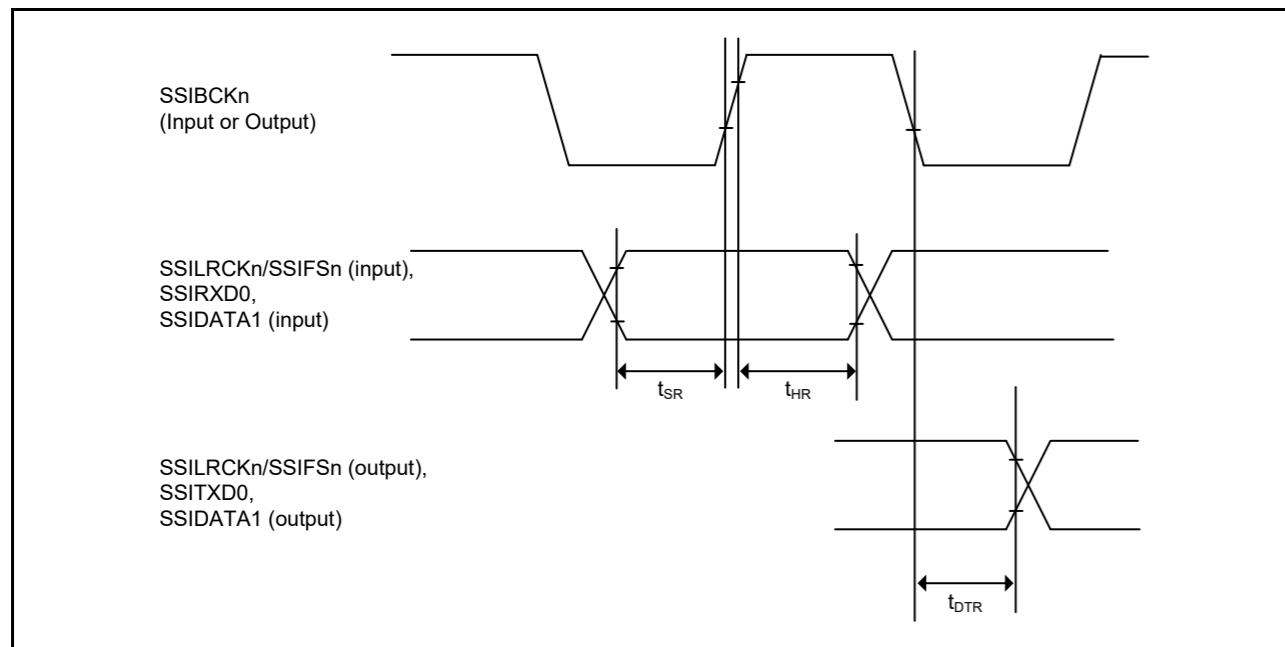 SSIBCKn
(Input or Output)
SSILRCKn/SSIFSn (input),
SSIRXD0,
SSIDATA1 (input)
tSR
tHR
SSILRCKn/SSIFSn (output),
SSITXD0,
SSIDATA1 (output)
tDTR